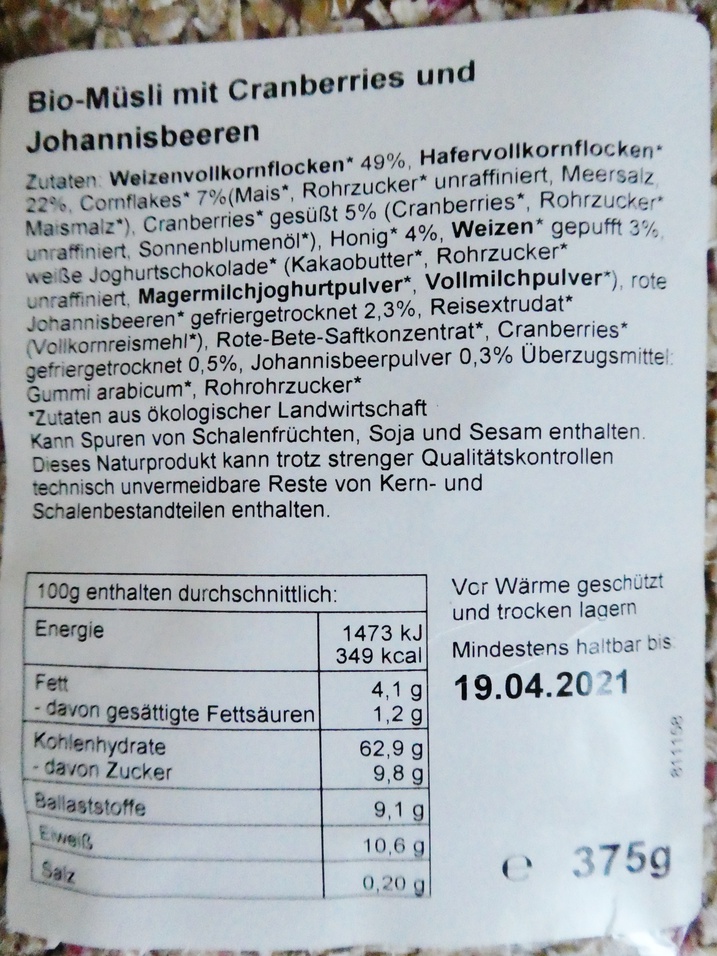 Bio-Müsli mit Cranberries und
Johannisbeeren
Zutaten: Weizenvollkornflocken* 49%, Hafervollkornflocken*
22%, Cornflakes* 7%(Mais*, Rohrzucker* unraffiniert, Meersalz,
Maismalz*), Cranberries* gesüßt 5% (Cranberries*, Rohrzucker*
unraffiniert, Sonnenblumenöl*), Honig* 4%, Weizen* gepufft 3%,
weiße Joghurtschokolade* (Kakaobutter*, Rohrzucker*
unraffiniert, Magermilchjoghurtpulver*, Vollmilchpulver*), rote
Johannisbeeren* gefriergetrocknet 2,3%, Reisextrudat*
(Vollkornreismehl*), Rote-Bete-Saftkonzentrat*, Cranberries*
gefriergetrocknet 0,5%, Johannisbeerpulver 0,3% Überzugsmittel:
Gummi arabicum*, Rohrohrzucker*
*Zutaten aus ökologischer Landwirtschaft
Kann Spuren von Schalenfrüchten, Soja und Sesam enthalten.
Dieses Naturprodukt kann trotz strenger Qualitätskontrollen
technisch unvermeidbare Reste von Kern- und
Schalenbestandteilen enthalten.
100g enthalten durchschnittlich:
Energie 1473 kJ
349 kcal
Fett 4,1 g
- davon gesättigte Fettsäuren 1,2 g
Kohlenhydrate 62,9 g
- davon Zucker 9,8 g
Ballaststoffe 9,1 g
Eiweiß 10,6 g
Salz 0,20 g
Vor Wärme geschützt
und trocken lagern
Mindestens haltbar bis
19.04.2021
811158
e 375g